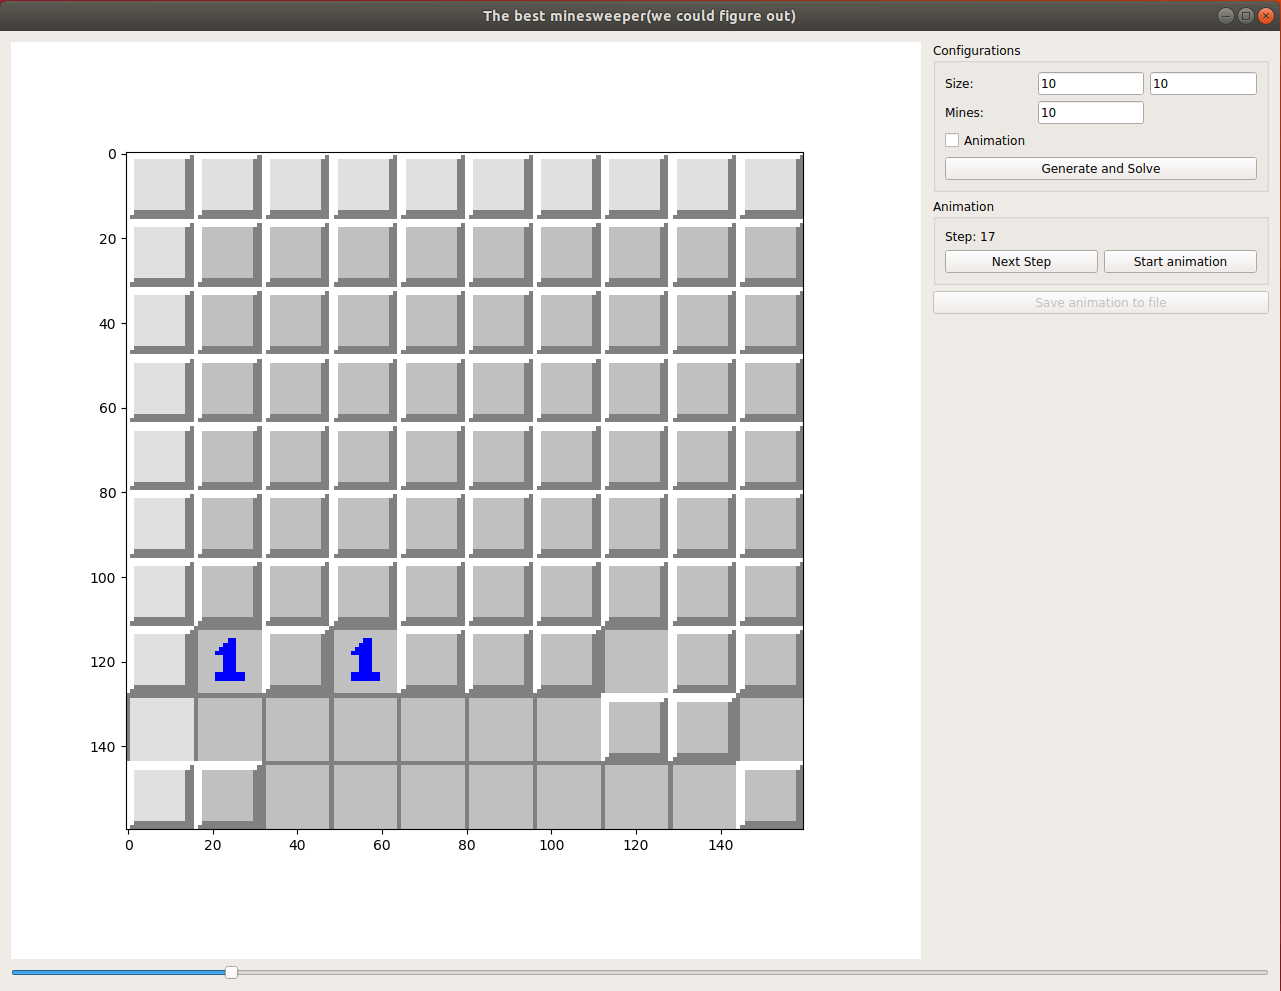 The best minesweeper(we could figure out)
Configurations
Size: 10 10
Mines: 10
Animation
Generate and Solve
Animation
Step: 17
Next Step Start animation
Save animation to file
0
20
40
60
80
100
120
140
1 1
0 20 40 60 80 100 120 140